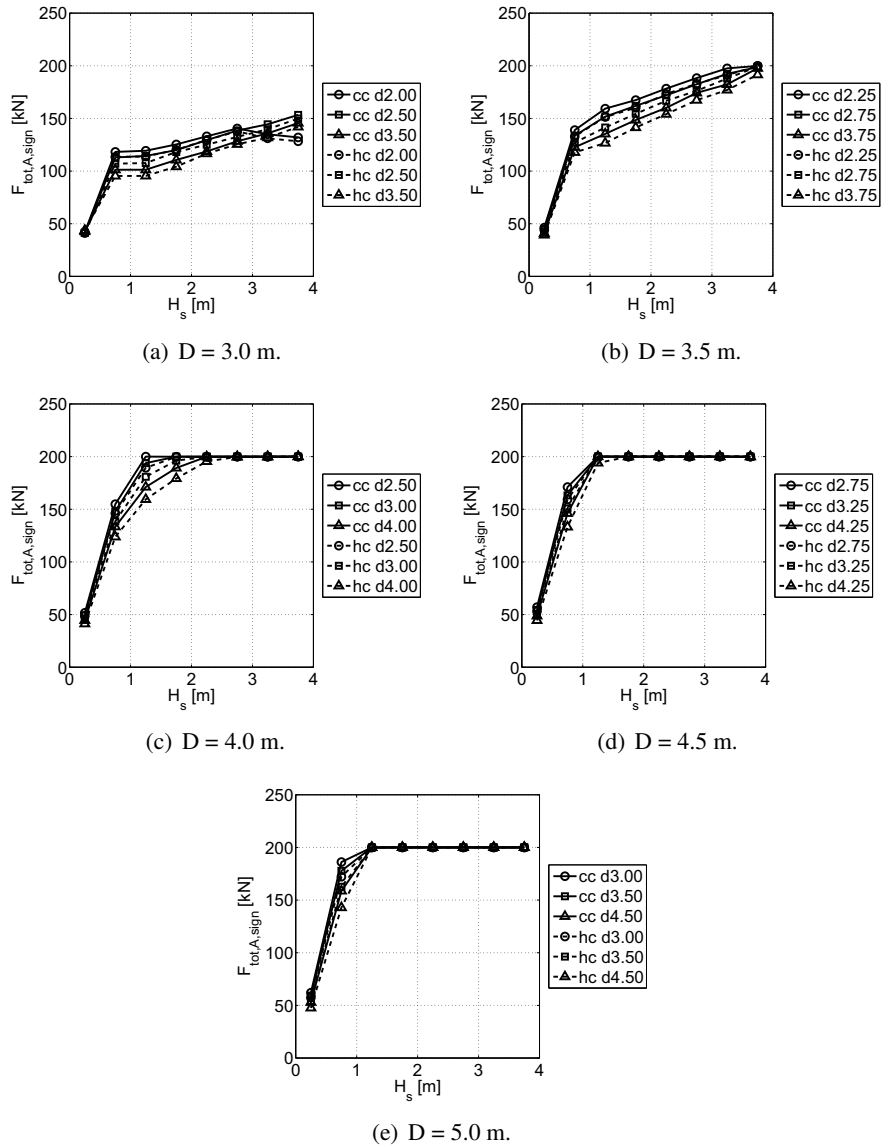 250
200
150
100
50
0
F_tot,A,sign [kN]
0 1 2 3 4
H_s [m]
cc d2.00
cc d2.50
cc d3.50
hc d2.00
hc d2.50
hc d3.50
(a) D = 3.0 m.
250
200
150
100
50
0
F_tot,A,sign [kN]
0 1 2 3 4
H_s [m]
cc d2.25
cc d2.75
cc d3.75
hc d2.25
hc d2.75
hc d3.75
(b) D = 3.5 m.
250
200
150
100
50
0
F_tot,A,sign [kN]
0 1 2 3 4
H_s [m]
cc d2.50
cc d3.00
cc d4.00
hc d2.50
hc d3.00
hc d4.00
(c) D = 4.0 m.
250
200
150
100
50
0
F_tot,A,sign [kN]
0 1 2 3 4
H_s [m]
cc d2.75
cc d3.25
cc d4.25
hc d2.75
hc d3.25
hc d4.25
(d) D = 4.5 m.
250
200
150
100
50
0
F_tot,A,sign [kN]
0 1 2 3 4
H_s [m]
cc d3.00
cc d3.50
cc d4.50
hc d3.00
hc d3.50
hc d4.50
(e) D = 5.0 m.